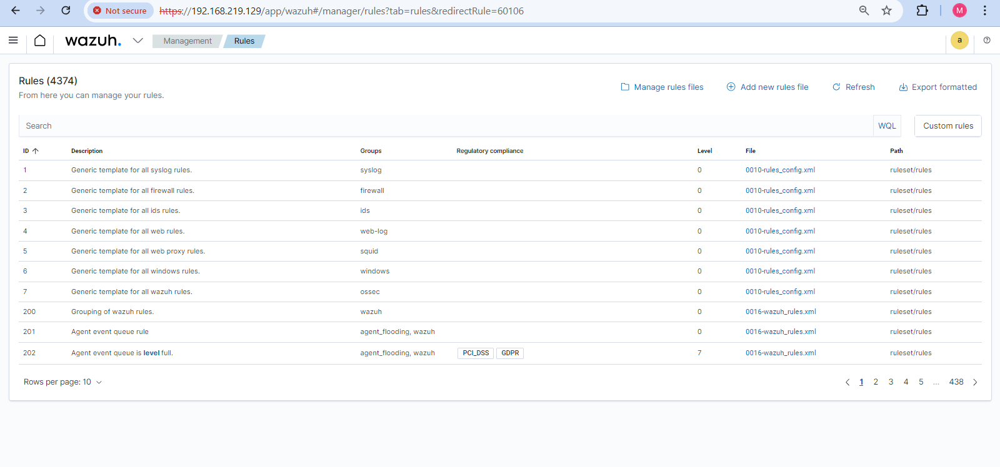 Not secure https://192.168.219.129/app/wazuh#/manager/rules?tab=rules&redirectRule=60106 M
wazuh. Management Rules a
Rules (4374)
From here you can manage your rules.
Manage rules files Add new rules file Refresh Export formatted
Search WQL Custom rules
ID Description Groups Regulatory compliance Level File Path
1 Generic template for all syslog rules. syslog 0 0010-rules_config.xml ruleset/rules
2 Generic template for all firewall rules. firewall 0 0010-rules_config.xml ruleset/rules
3 Generic template for all ids rules. ids 0 0010-rules_config.xml ruleset/rules
4 Generic template for all web rules. web-log 0 0010-rules_config.xml ruleset/rules
5 Generic template for all web proxy rules. squid 0 0010-rules_config.xml ruleset/rules
6 Generic template for all windows rules. windows 0 0010-rules_config.xml ruleset/rules
7 Generic template for all wazuh rules. ossec 0 0010-rules_config.xml ruleset/rules
200 Grouping of wazuh rules. wazuh 0 0016-wazuh_rules.xml ruleset/rules
201 Agent event queue rule agent_flooding, wazuh 0 0016-wazuh_rules.xml ruleset/rules
202 Agent event queue is level full. agent_flooding, wazuh PCI_DSS GDPR 7 0016-wazuh_rules.xml ruleset/rules
Rows per page: 10 1 2 3 4 5 ... 438